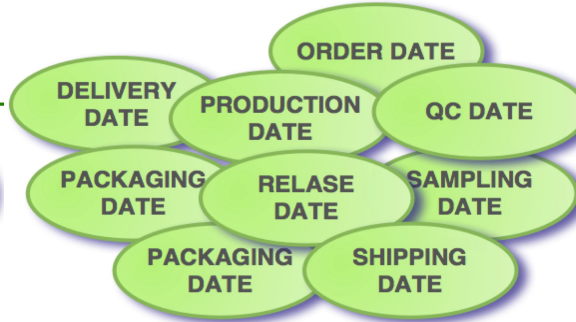 ORDER DATE
DELIVERY
DATE
PRODUCTION
DATE
QC DATE
PACKAGING
DATE
RELASE
DATE
SAMPLING
DATE
PACKAGING
DATE
SHIPPING
DATE